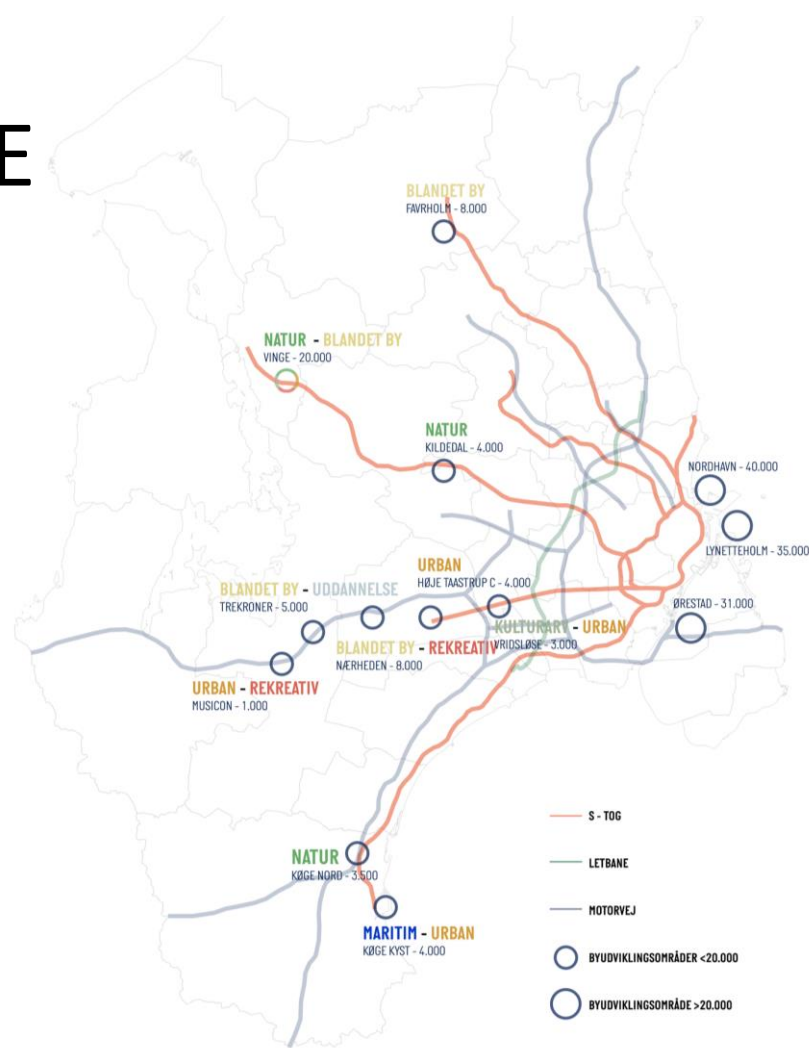 E
BLANDET BY
FAVRHOLM - 8.000
NATUR - BLANDET BY
VINGE - 20.000
NATUR
KILDEDAL - 4.000
NORDHAVN - 40.000
LYNETTEHOLM - 35.000
URBAN
HØJE TAASTRUP C - 4.000
BLANDET BY - UDDANNELSE
TREKRONER - 5.000
ØRESTAD - 31.000
KULTURARV - URBAN
VRIDSLØSE - 3.000
BLANDET BY - REKREATIV
NÆRHEDEN - 8.000
URBAN - REKREATIV
MUSICON - 1.000
NATUR
KØGE NORD - 3.500
MARITIM - URBAN
KØGE KYST - 4.000
S - TOG
LETBANE
MOTORVEJ
BYUDVIKLINGSOMRÅDER <20.000
BYUDVIKLINGSOMRÅDE >20.000